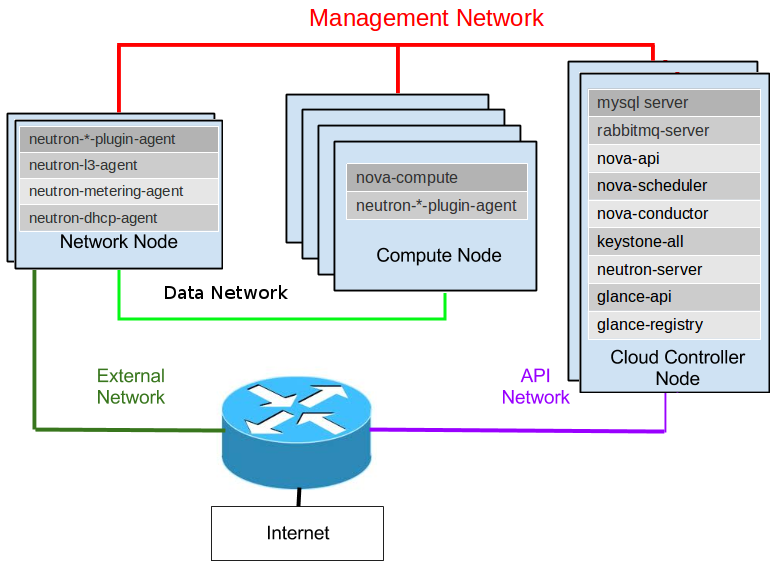 Management Network
neutron-*-plugin-agent
neutron-l3-agent
neutron-metering-agent
neutron-dhcp-agent
Network Node
nova-compute
neutron-*-plugin-agent
Compute Node
mysql server
rabbitmq-server
nova-api
nova-scheduler
nova-conductor
keystone-all
neutron-server
glance-api
glance-registry
Cloud Controller
Node
Data Network
External
Network
API
Network
Internet